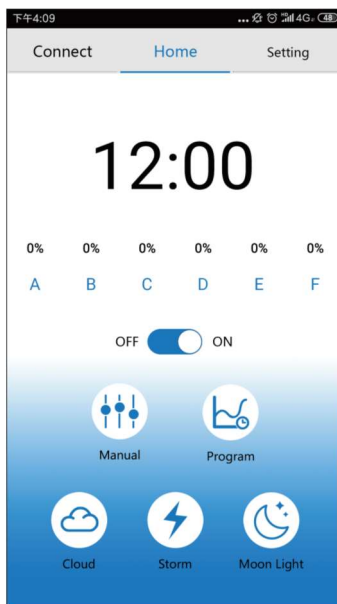 下午4:09 ... 4G 48
Connect Home Setting
12:00
0% 0% 0% 0% 0% 0%
A B C D E F
OFF ON
Manual Program
Cloud Storm Moon Light